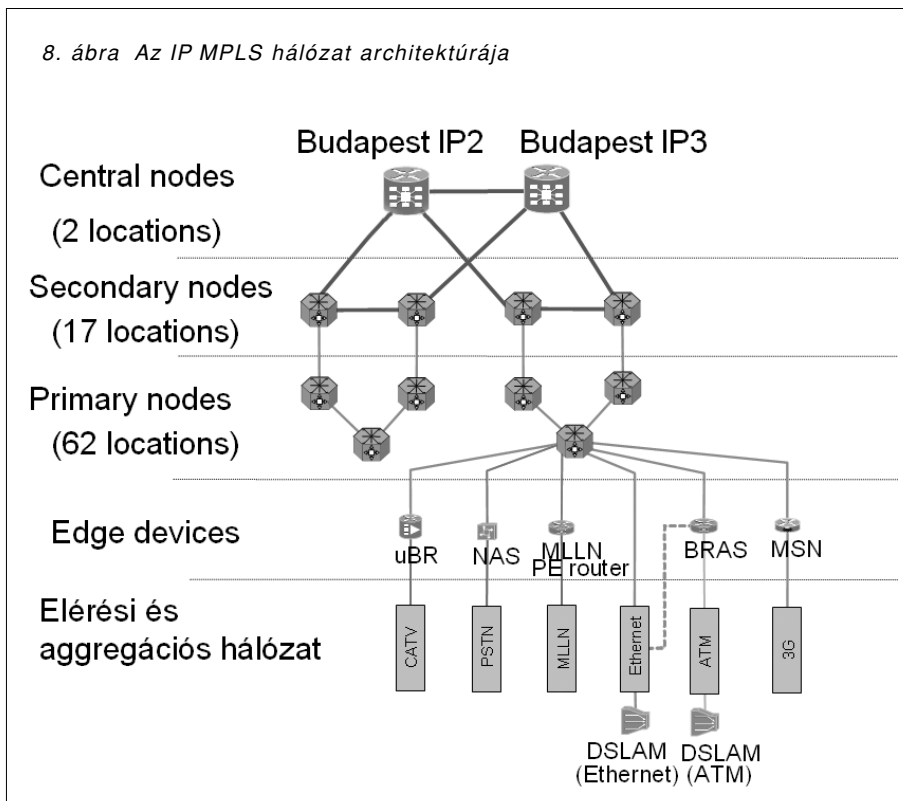 8. ábra Az IP MPLS hálózat architektúrája
Budapest IP2
Budapest IP3
Central nodes
(2 locations)
Secondary nodes
(17 locations)
Primary nodes
(62 locations)
Edge devices
uBR
NAS
MLLN
PE router
BRAS
MSN
Elérési és
aggregációs hálózat
CATV
PSTN
MLLN
Ethernet
ATM
3G
DSLAM
(Ethernet)
DSLAM
(ATM)